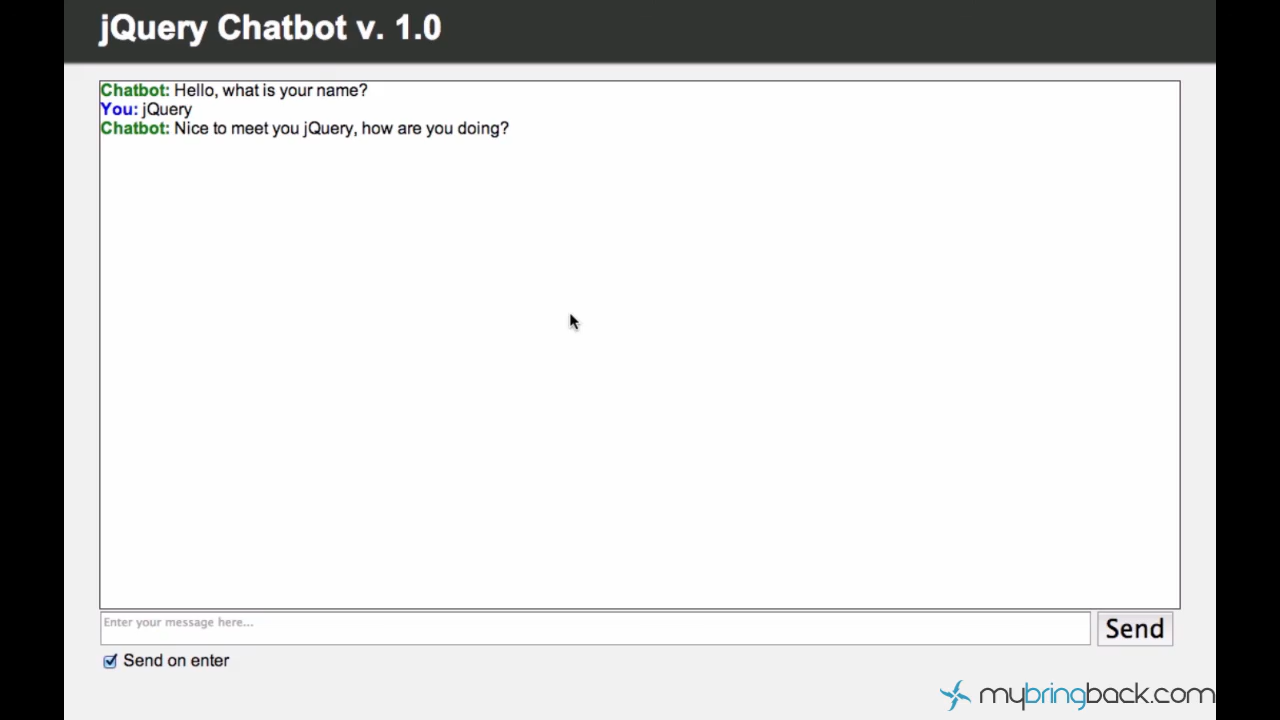 jQuery Chatbot v. 1.0
Chatbot: Hello, what is your name?
You: jQuery
Chatbot: Nice to meet you jQuery, how are you doing?
Enter your message here...
Send
Send on enter
mybringback.com